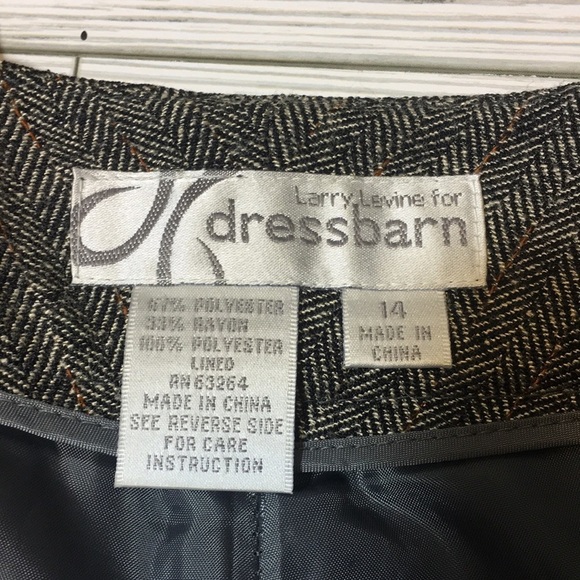 Larry Levine for
dressbarn
67% POLYESTER
33% RAYON
100% POLYESTER
LINED
RN 63264
MADE IN CHINA
SEE REVERSE SIDE
FOR CARE
INSTRUCTION
14
MADE IN
CHINA